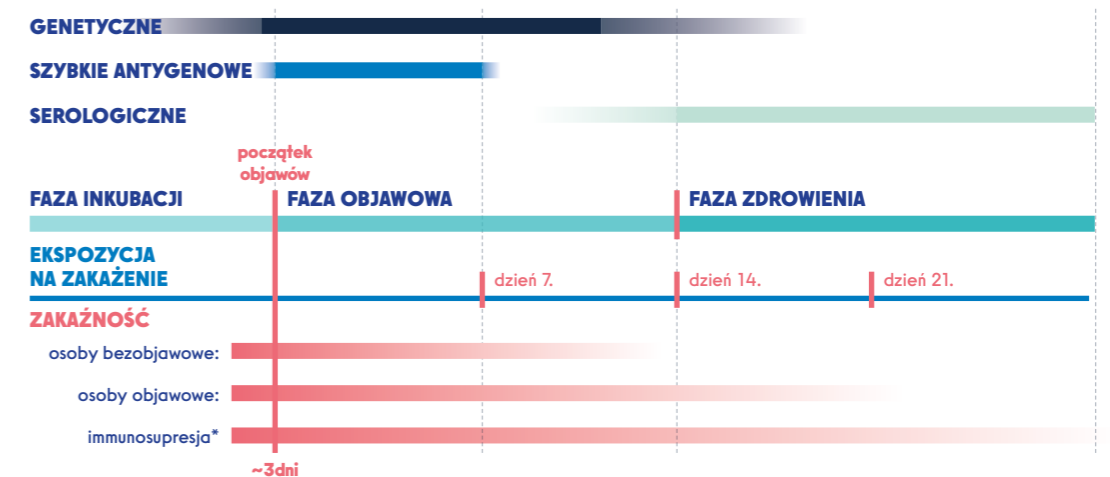 GENETYCZNE
SZYBKIE ANTYGENOWE
SEROLOGICZNE
początek
objawów
FAZA INKUBACJI
FAZA OBJAWOWA
FAZA ZDROWIENIA
EKSPOZYCJA
NA ZAKAŻENIE
dzień 7.
dzień 14.
dzień 21.
ZAKAŹNOŚĆ
osoby bezobjawowe:
osoby objawowe:
immunosupresja*
~3dni